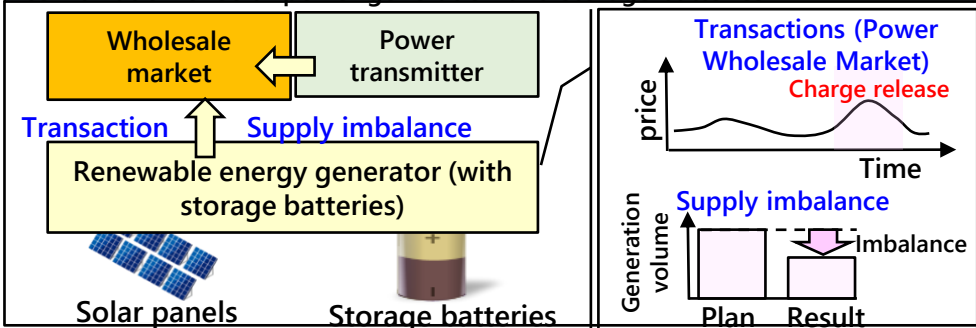 Wholesale
market
Power
transmitter
Transaction
Supply imbalance
Renewable energy generator (with
storage batteries)
+
Solar panels
Storage batteries
Transactions (Power
Wholesale Market)
Charge release
price
Time
Supply imbalance
Generation
volume
Imbalance
Plan
Result